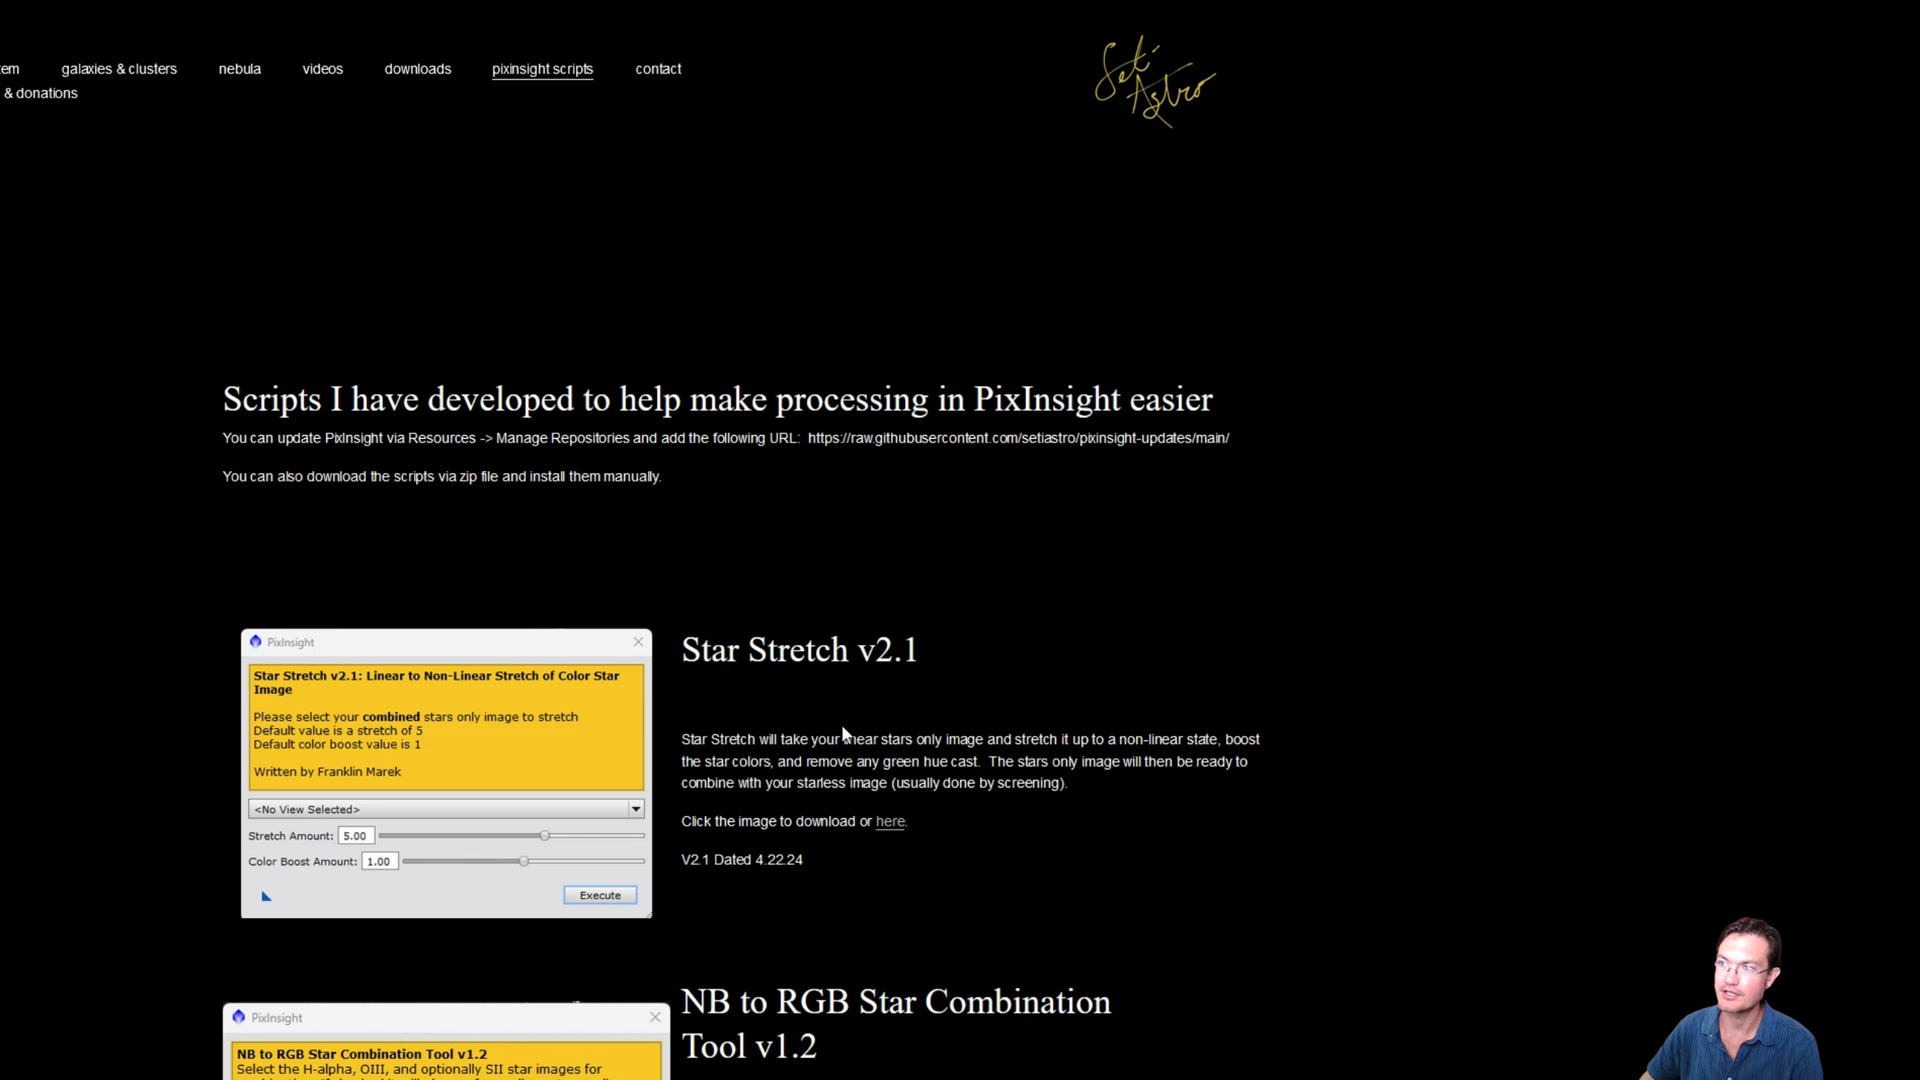 tem galaxies & clusters nebula videos downloads pixinsight scripts contact
& donations
Seti
Astro
Scripts I have developed to help make processing in PixInsight easier
You can update PixInsight via Resources -> Manage Repositories and add the following URL: https://raw.githubusercontent.com/setiastro/pixinsight-updates/main/
You can also download the scripts via zip file and install them manually.
PixInsight
Star Stretch v2.1: Linear to Non-Linear Stretch of Color Star
Image
Please select your combined stars only image to stretch
Default value is a stretch of 5
Default color boost value is 1
Written by Franklin Marek
<No View Selected>
Stretch Amount: 5.00
Color Boost Amount: 1.00
Execute
Star Stretch v2.1
Star Stretch will take your linear stars only image and stretch it up to a non-linear state, boost
the star colors, and remove any green hue cast. The stars only image will then be ready to
combine with your starless image (usually done by screening).
Click the image to download or here.
V2.1 Dated 4.22.24
PixInsight
NB to RGB Star Combination Tool v1.2
Select the H-alpha, OIII, and optionally SII star images for
NB to RGB Star Combination
Tool v1.2